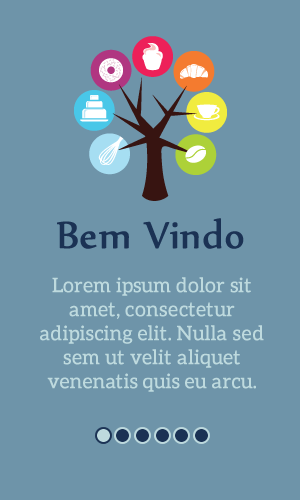 Bem Vindo
Lorem ipsum dolor sit
amet, consectetur
adipiscing elit. Nulla sed
sem ut velit aliquet
venenatis quis eu arcu.